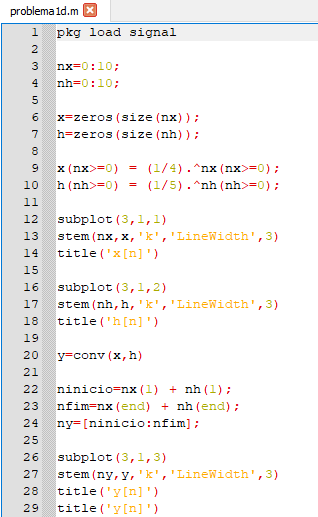 problema1d.m
1 pkg load signal
2
3 nx=0:10;
4 nh=0:10;
5
6 x=zeros(size(nx));
7 h=zeros(size(nh));
8
9 x(nx>=0) = (1/4).^nx(nx>=0);
10 h(nh>=0) = (1/5).^nh(nh>=0);
11
12 subplot(3,1,1)
13 stem(nx,x,'k','LineWidth',3)
14 title('x[n]')
15
16 subplot(3,1,2)
17 stem(nh,h,'k','LineWidth',3)
18 title('h[n]')
19
20 y=conv(x,h)
21
22 ninicio=nx(1) + nh(1);
23 nfim=nx(end) + nh(end);
24 ny=[ninicio:nfim];
25
26 subplot(3,1,3)
27 stem(ny,y,'k','LineWidth',3)
28 title('y[n]')
29 title('y[n]')